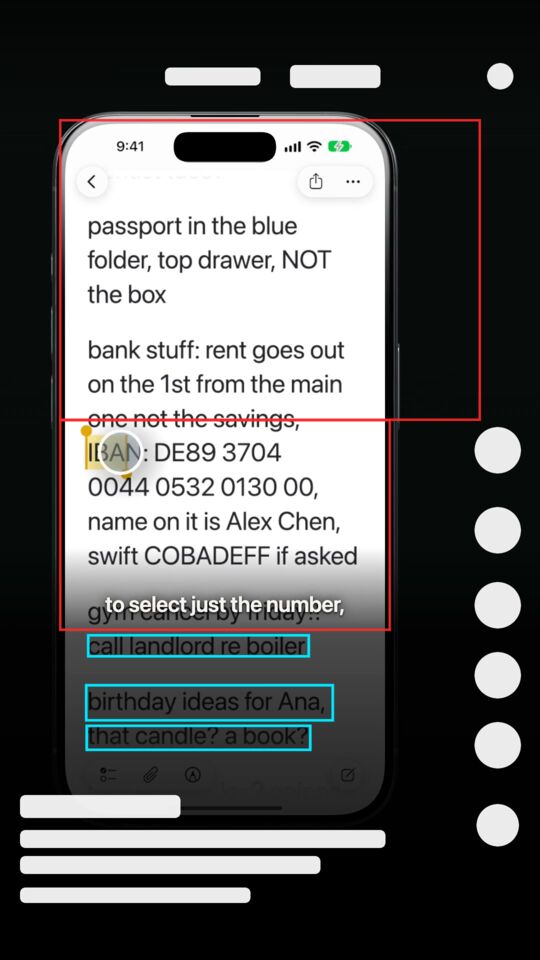 9:41
passport in the blue
folder, top drawer, NOT
the box
bank stuff: rent goes out
on the 1st from the main
one not the savings,
IBAN: DE89 3704
0044 0532 0130 00,
name on it is Alex Chen,
swift COBADEFF if asked
to select just the number,
gym cancel by friday!!
call landlord re boiler
birthday ideas for Ana,
that candle? a book?